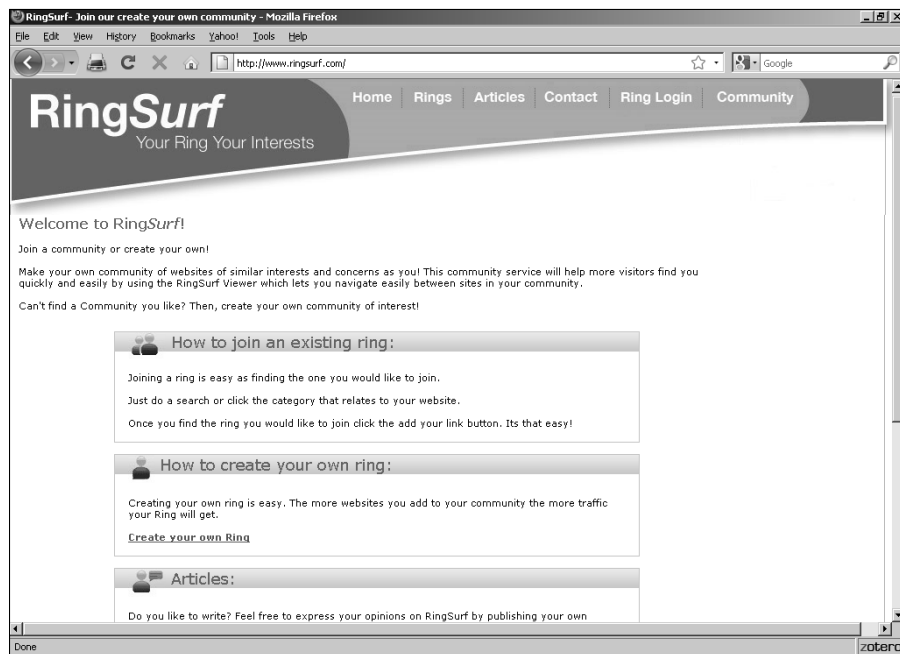 RingSurf- Join our create your own community - Mozilla Firefox
File Edit View History Bookmarks Yahoo! Tools Help
http://www.ringsurf.com/
Google
RingSurf
Your Ring Your Interests
Home Rings Articles Contact Ring Login Community
Welcome to RingSurf!
Join a community or create your own!
Make your own community of websites of similar interests and concerns as you! This community service will help more visitors find you
quickly and easily by using the RingSurf Viewer which lets you navigate easily between sites in your community.
Can't find a Community you like? Then, create your own community of interest!
How to join an existing ring:
Joining a ring is easy as finding the one you would like to join.
Just do a search or click the category that relates to your website.
Once you find the ring you would like to join click the add your link button. Its that easy!
How to create your own ring:
Creating your own ring is easy. The more websites you add to your community the more traffic
your Ring will get.
Create your own Ring
Articles:
Do you like to write? Feel free to express your opinions on RingSurf by publishing your own
Done
zotero